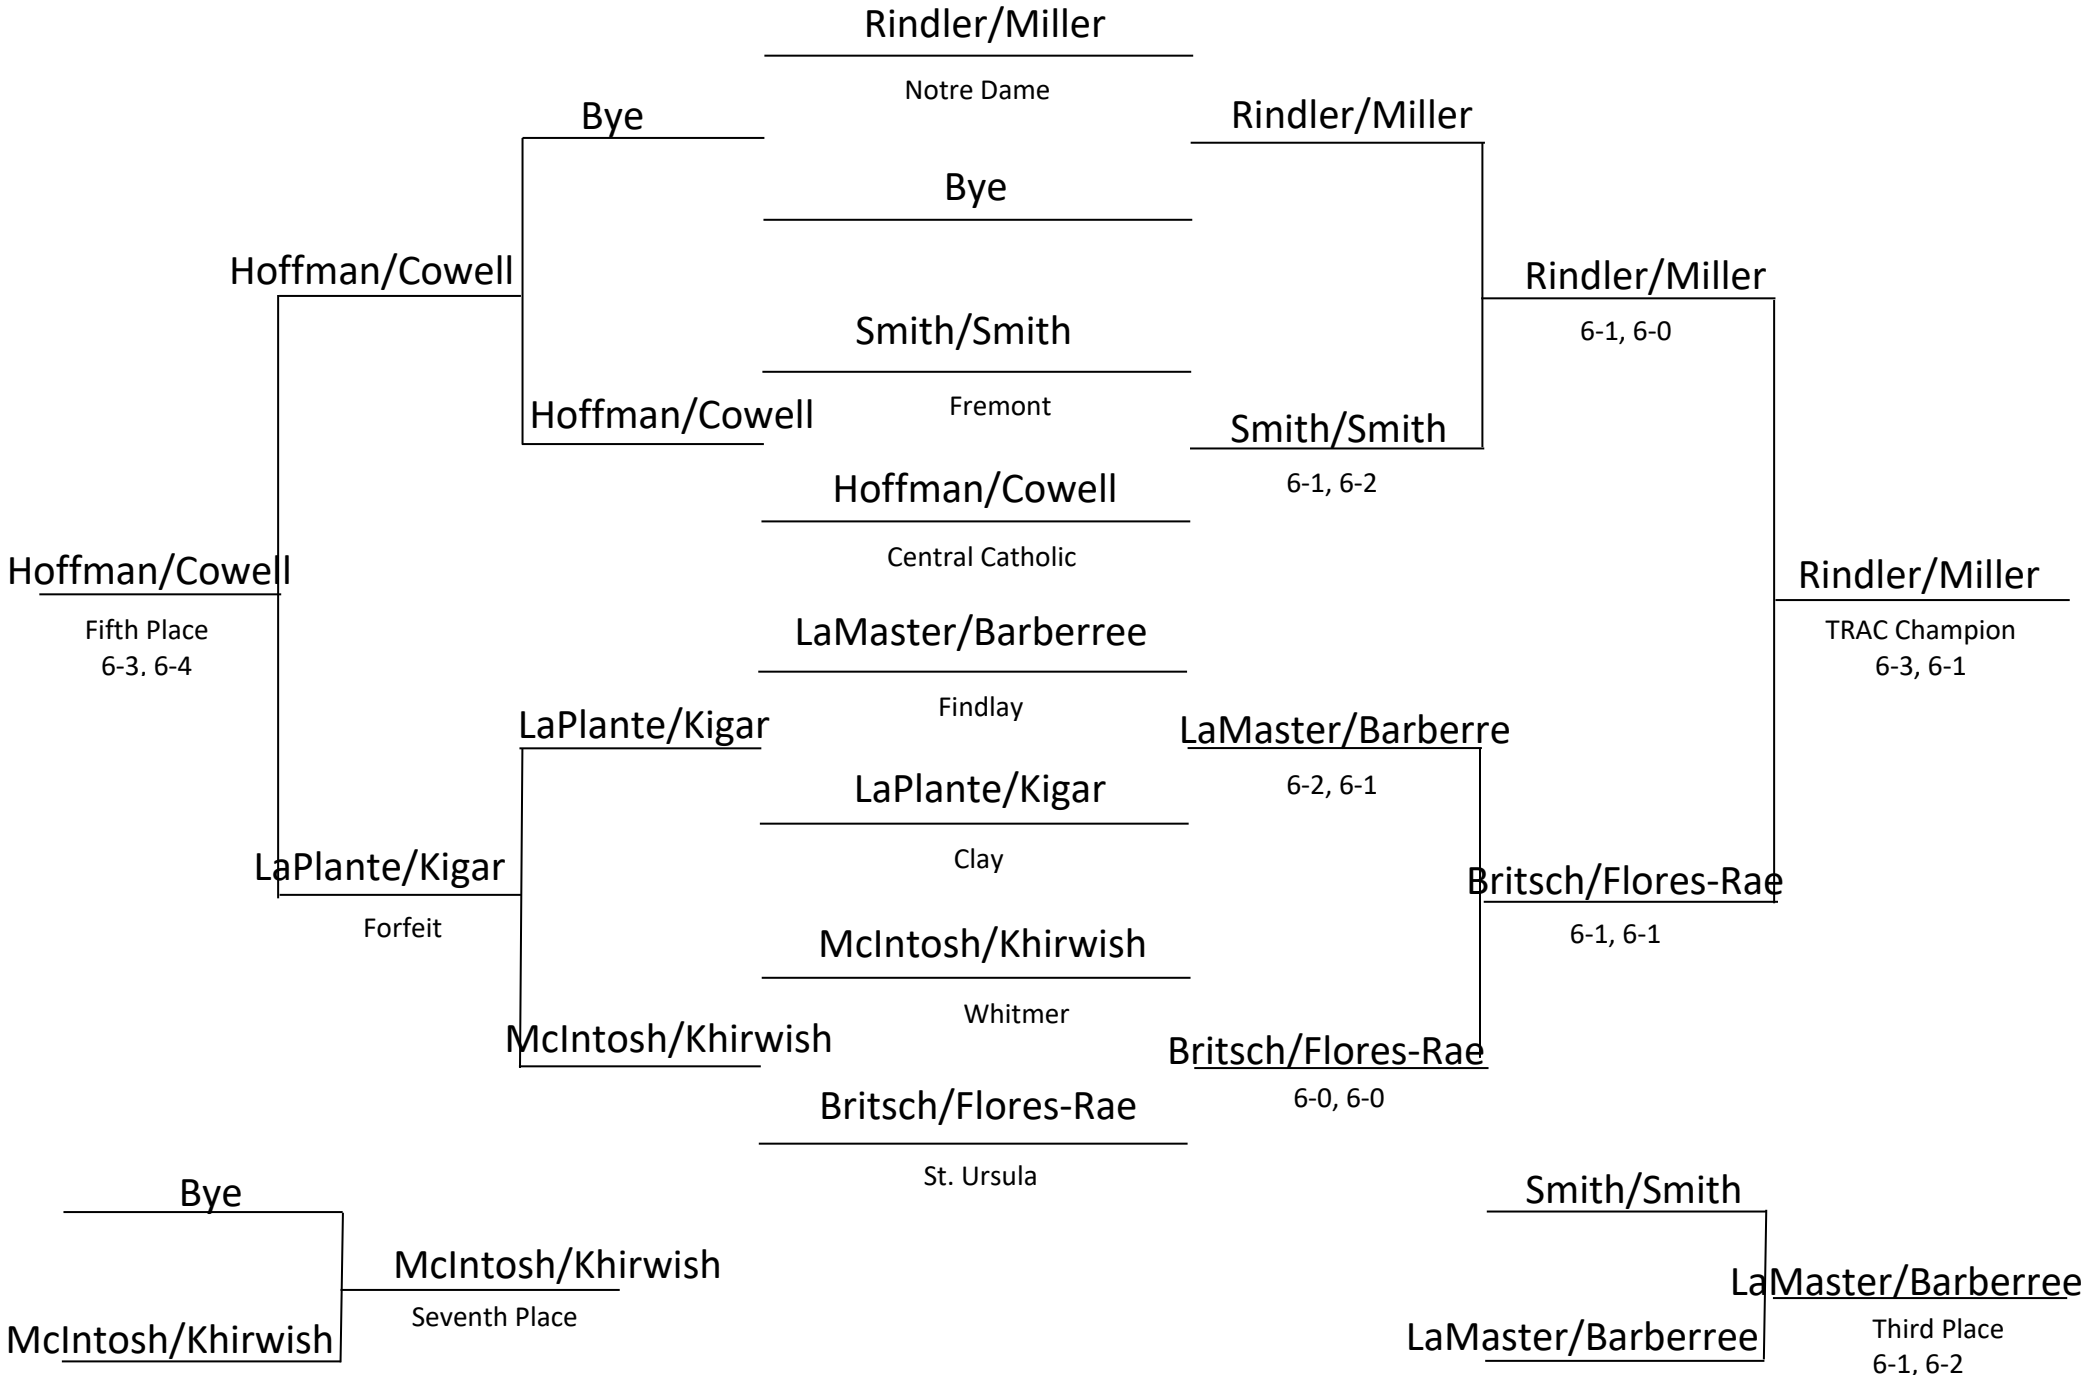 Rindler/Miller
Notre Dame
Bye
Rindler/Miller
Bye
Hoffman/Cowell
Rindler/Miller
Smith/Smith
6-1, 6-0
Fremont
Hoffman/Cowell
Smith/Smith
6-1, 6-2
Hoffman/Cowell
Central Catholic
Hoffman/Cowell
Fifth Place
6-3, 6-4
Rindler/Miller
TRAC Champion
6-3, 6-1
LaMaster/Barberree
Findlay
LaPlante/Kigar
LaMaster/Barberre
6-2, 6-1
LaPlante/Kigar
Clay
LaPlante/Kigar
Forfeit
Britsch/Flores-Rae
6-1, 6-1
McIntosh/Khirwish
Whitmer
McIntosh/Khirwish
Britsch/Flores-Rae
6-0, 6-0
Britsch/Flores-Rae
St. Ursula
Bye
McIntosh/Khirwish
Seventh Place
McIntosh/Khirwish
Smith/Smith
LaMaster/Barberree
Third Place
6-1, 6-2
LaMaster/Barberree